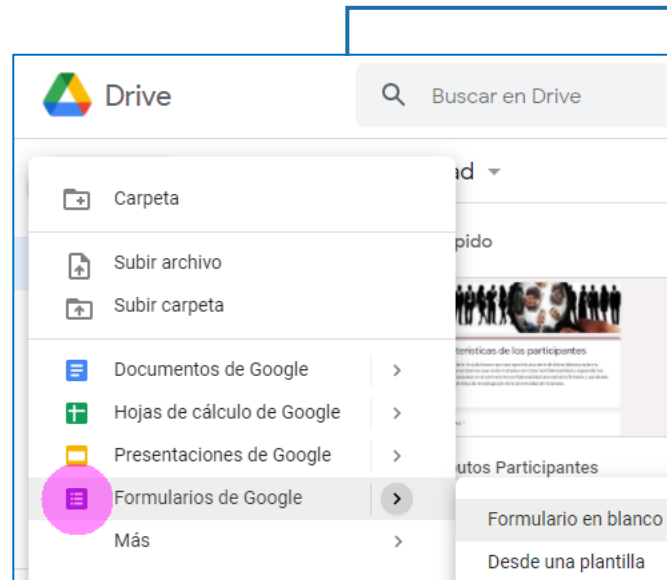 Drive
Buscar en Drive
ad
Carpeta
pido
Subir archivo
Subir carpeta
terísticas de los participantes
Documentos de Google
Hojas de cálculo de Google
Presentaciones de Google
utos Participantes
Formularios de Google
Formulario en blanco
Más
Desde una plantilla